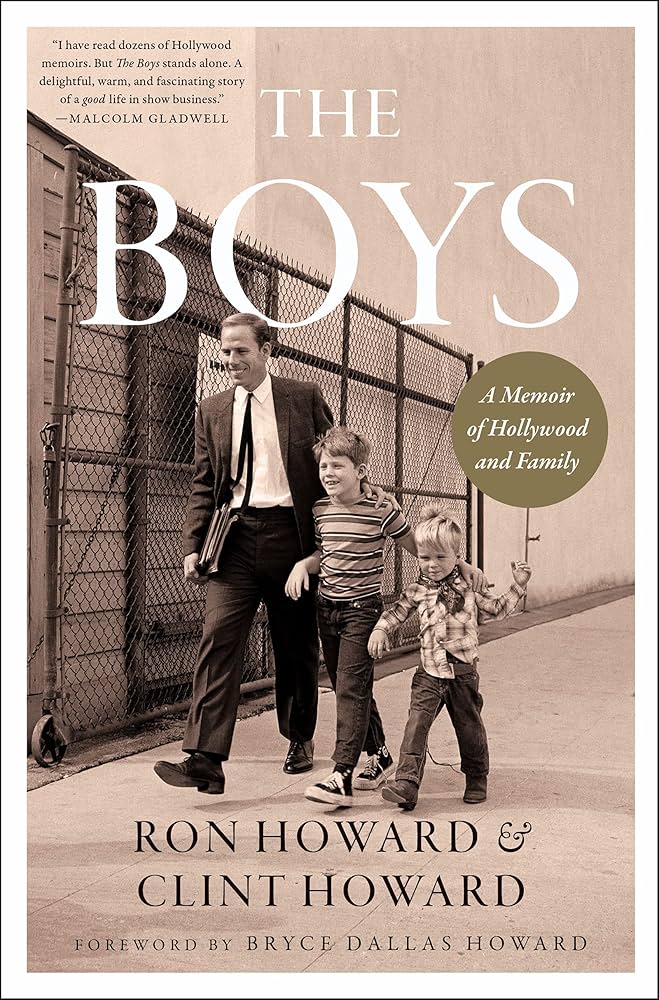 “I have read dozens of Hollywood
memoirs. But The Boys stands alone. A
delightful, warm, and fascinating story
of a good life in show business.”
—MALCOLM GLADWELL
THE
BOYS
A Memoir
of Hollywood
and Family
RON HOWARD &
CLINT HOWARD
FOREWORD BY BRYCE DALLAS HOWARD